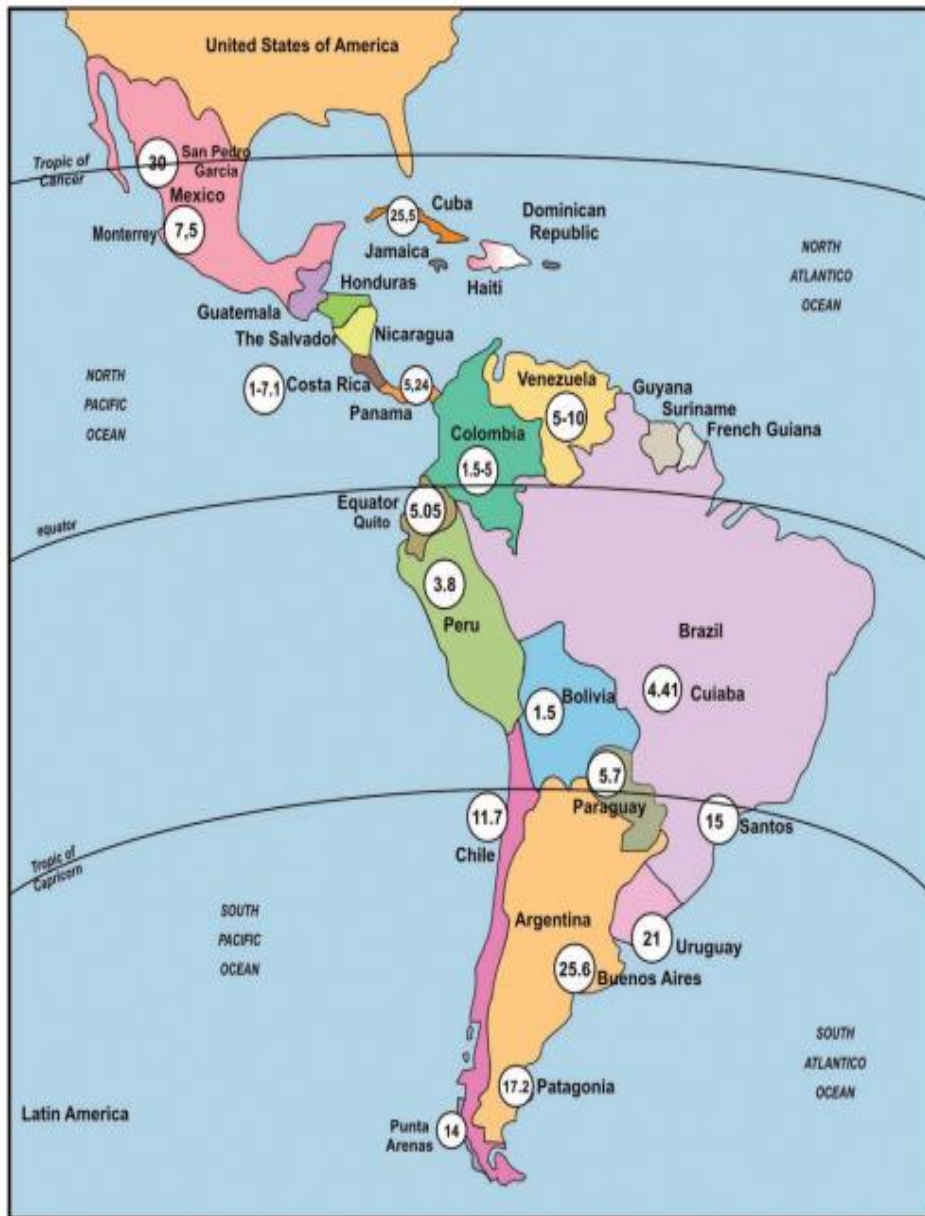 United States of America
Tropic of
Cancer
30
San Pedro
Garcia
Mexico
Monterrey
7,5
25,5
Cuba
Dominican
Republic
Jamaica
Haiti
NORTH
ATLANTICO
OCEAN
Honduras
Guatemala
The Salvador
Nicaragua
NORTH
PACIFIC
OCEAN
1-7.1
Costa Rica
5,24
Panama
Venezuela
5-10
Guyana
Suriname
French Guiana
Colombia
1.5-5
equator
Equator
Quito
5.05
3.8
Peru
Brazil
4.41
Cuiaba
Bolivia
1.5
5.7
Paraguay
11.7
Chile
15
Santos
Tropic of
Capricorn
SOUTH
PACIFIC
OCEAN
Argentina
21
Uruguay
25.6
Buenos Aires
SOUTH
ATLANTICO
OCEAN
17.2
Patagonia
Latin America
Punta
Arenas
14